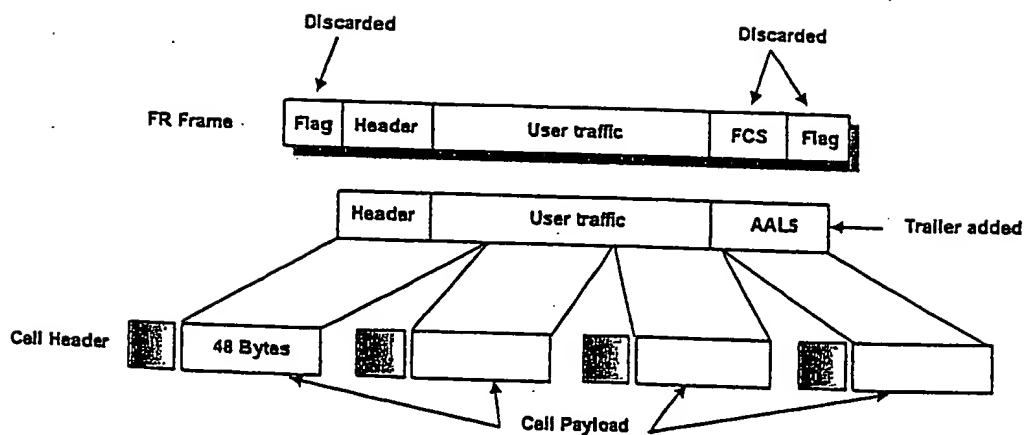 Discarded
Discarded
FR Frame
Flag
Header
User traffic
FCS
Flag
Header
User traffic
AAL5
Trailer added
Cell Header
48 Bytes
Cell Payload